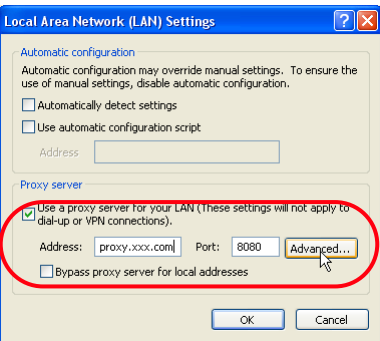 Local Area Network (LAN) Settings
Automatic configuration
Automatic configuration may override manual settings. To ensure the
use of manual settings, disable automatic configuration.
Automatically detect settings
Use automatic configuration script
Address
Proxy server
Use a proxy server for your LAN (These settings will not apply to
dial-up or VPN connections).
Address: proxy.xxx.com Port: 8080 Advanced...
Bypass proxy server for local addresses
OK Cancel